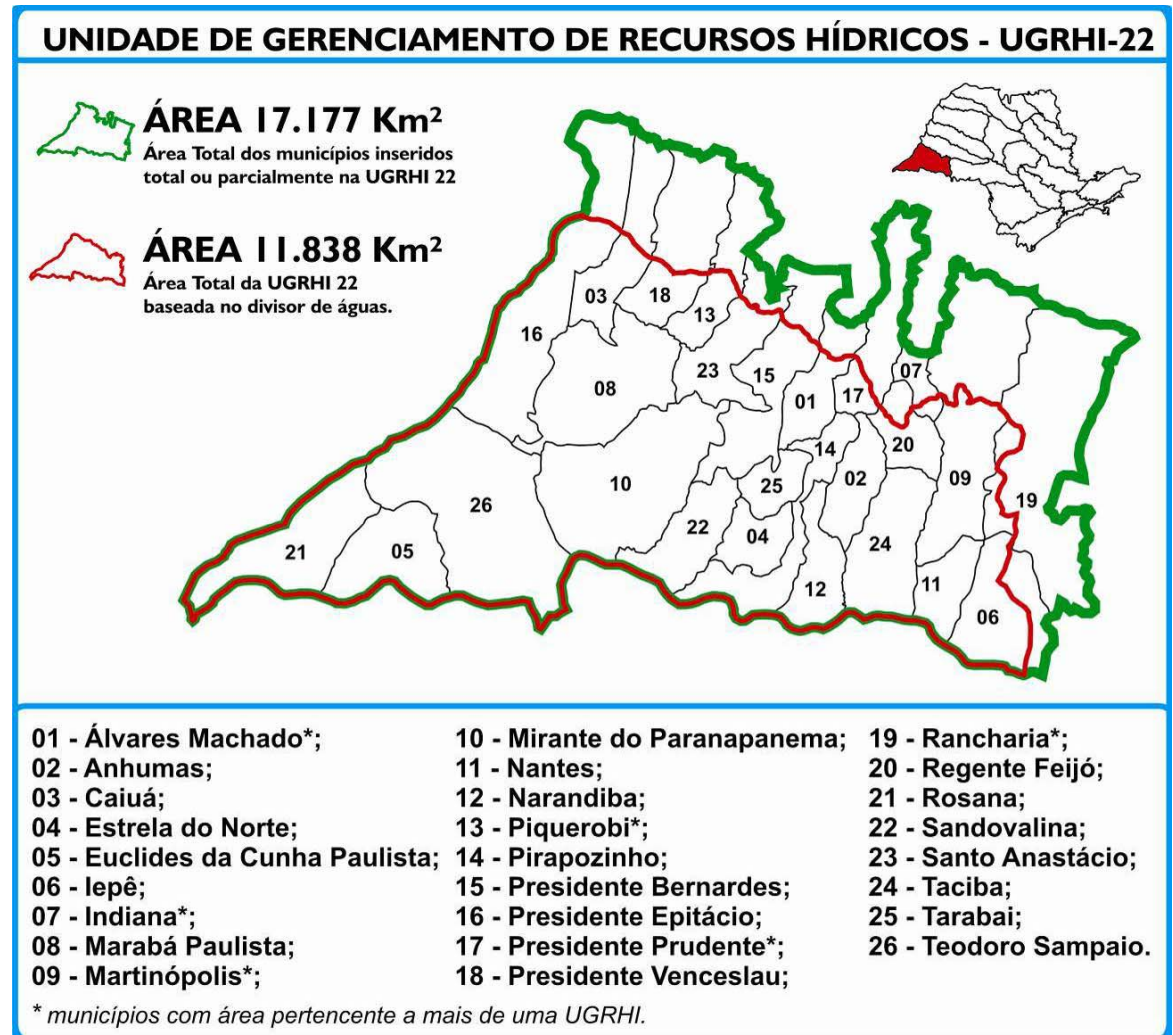 UNIDADE DE GERENCIAMENTO DE RECURSOS HÍDRICOS - UGRHI-22
ÁREA 17.177 Km²
Área Total dos municípios inseridos
total ou parcialmente na UGRHI 22
ÁREA 11.838 Km²
Área Total da UGRHI 22
baseada no divisor de águas.
03
18
13
16
08
23
15
07
01
17
14
20
10
25
02
09
19
26
22
04
24
21
05
12
11
06
01 - Álvares Machado*;
02 - Anhumas;
03 - Caiuá;
04 - Estrela do Norte;
05 - Euclides da Cunha Paulista;
06 - Iepê;
07 - Indiana*;
08 - Marabá Paulista;
09 - Martinópolis*;
10 - Mirante do Paranapanema;
11 - Nantes;
12 - Narandiba;
13 - Piquerobi*;
14 - Pirapozinho;
15 - Presidente Bernardes;
16 - Presidente Epitácio;
17 - Presidente Prudente*;
18 - Presidente Venceslau;
19 - Rancharia*;
20 - Regente Feijó;
21 - Rosana;
22 - Sandovalina;
23 - Santo Anastácio;
24 - Taciba;
25 - Tarabai;
26 - Teodoro Sampaio.
* municípios com área pertencente a mais de uma UGRHI.